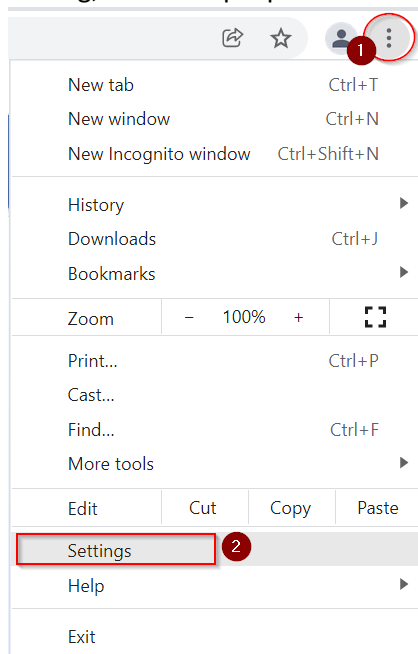 1
New tab Ctrl+T
New window Ctrl+N
New Incognito window Ctrl+Shift+N
History
Downloads Ctrl+J
Bookmarks
Zoom − 100% +
Print... Ctrl+P
Cast...
Find... Ctrl+F
More tools
Edit Cut Copy Paste
Settings 2
Help
Exit